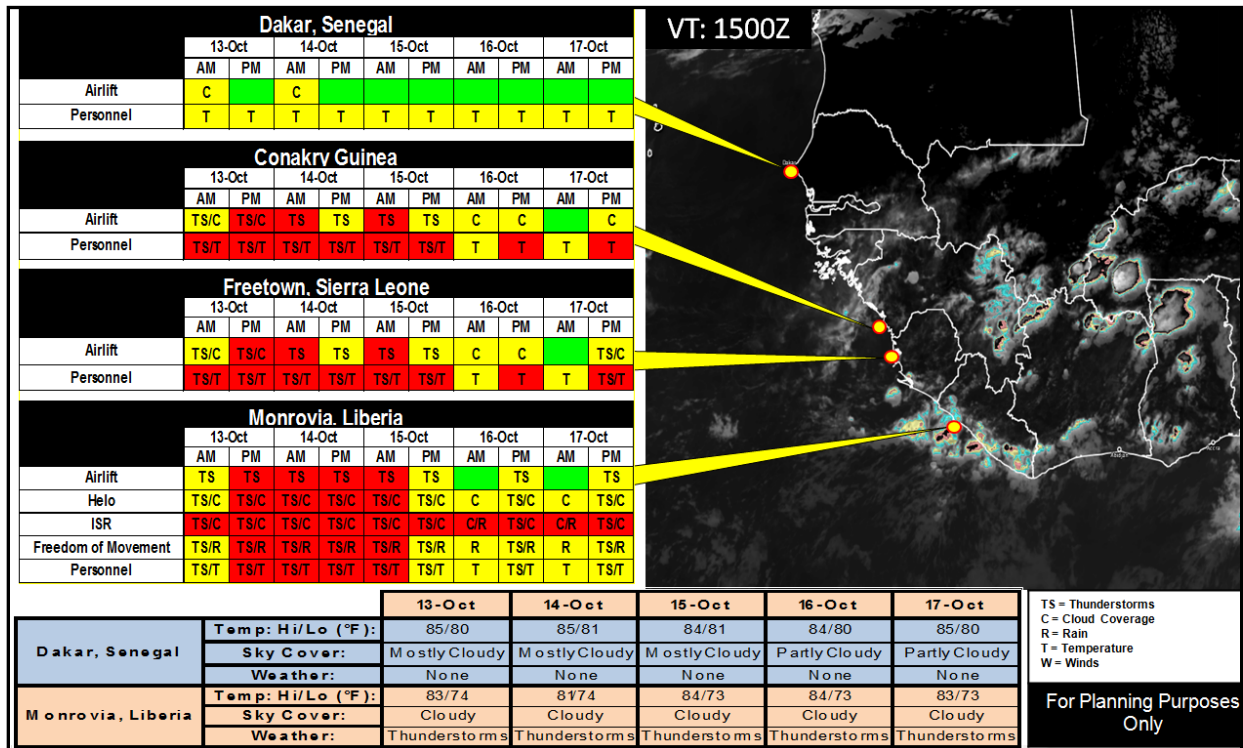 Dakar, Senegal
13-Oct 14-Oct 15-Oct 16-Oct 17-Oct
AM PM AM PM AM PM AM PM AM PM
Airlift C C
Personnel T T T T T T T T T T
Conakry Guinea
13-Oct 14-Oct 15-Oct 16-Oct 17-Oct
AM PM AM PM AM PM AM PM AM PM
Airlift TS/C TS/C TS TS TS TS C C C
Personnel TS/T TS/T TS/T TS/T TS/T TS/T T T T T
Freetown, Sierra Leone
13-Oct 14-Oct 15-Oct 16-Oct 17-Oct
AM PM AM PM AM PM AM PM AM PM
Airlift TS/C TS/C TS TS TS TS C C TS/C
Personnel TS/T TS/T TS/T TS/T TS/T TS/T T T T TS/T
Monrovia, Liberia
13-Oct 14-Oct 15-Oct 16-Oct 17-Oct
AM PM AM PM AM PM AM PM AM PM
Airlift TS TS TS TS TS TS TS TS
Helo TS/C TS/C TS/C TS/C TS/C TS/C C TS/C C TS/C
ISR TS/C TS/C TS/C TS/C TS/C TS/C C/R TS/C C/R TS/C
Freedom of Movement TS/R TS/R TS/R TS/R TS/R TS/R R TS/R R TS/R
Personnel TS/T TS/T TS/T TS/T TS/T TS/T T TS/T T TS/T
VT: 1500Z
Dakar
Abidjan
Accra
13-Oct 14-Oct 15-Oct 16-Oct 17-Oct
Dakar, Senegal
Temp: Hi/Lo (°F): 85/80 85/81 84/81 84/80 85/80
Sky Cover: Mostly Cloudy Mostly Cloudy Mostly Cloudy Partly Cloudy Partly Cloudy
Weather: None None None None None
Monrovia, Liberia
Temp: Hi/Lo (°F): 83/74 81/74 84/73 84/73 83/73
Sky Cover: Cloudy Cloudy Cloudy Cloudy Cloudy
Weather: Thunderstorms Thunderstorms Thunderstorms Thunderstorms Thunderstorms
TS = Thunderstorms
C = Cloud Coverage
R = Rain
T = Temperature
W = Winds
For Planning Purposes
Only